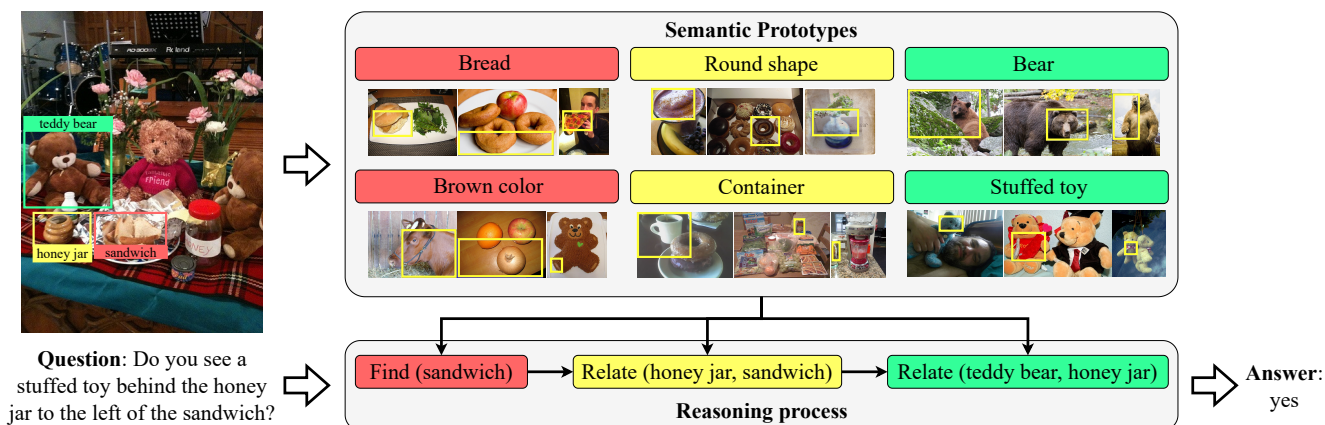 Semantic Prototypes
Bread
Round shape
Bear
Brown color
Container
Stuffed toy
Roland
teddy bear
honey jar
sandwich
Find (sandwich)
Relate (honey jar, sandwich)
Relate (teddy bear, honey jar)
Reasoning process
Question: Do you see a
stuffed toy behind the honey
jar to the left of the sandwich?
Answer:
yes